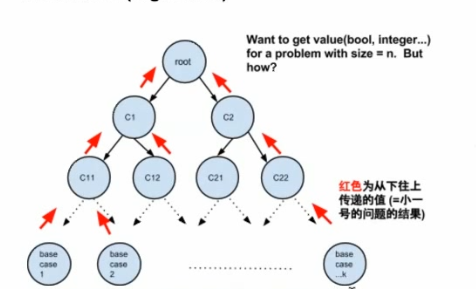 Want to get value(bool, integer...)
for a problem with size = n. But
how?
root
C1
C2
C11
C12
C21
C22
红色为从下往上
传递的值 (=小一
号的问题的结果)
base
case
1
base
case
2
base
case
...k